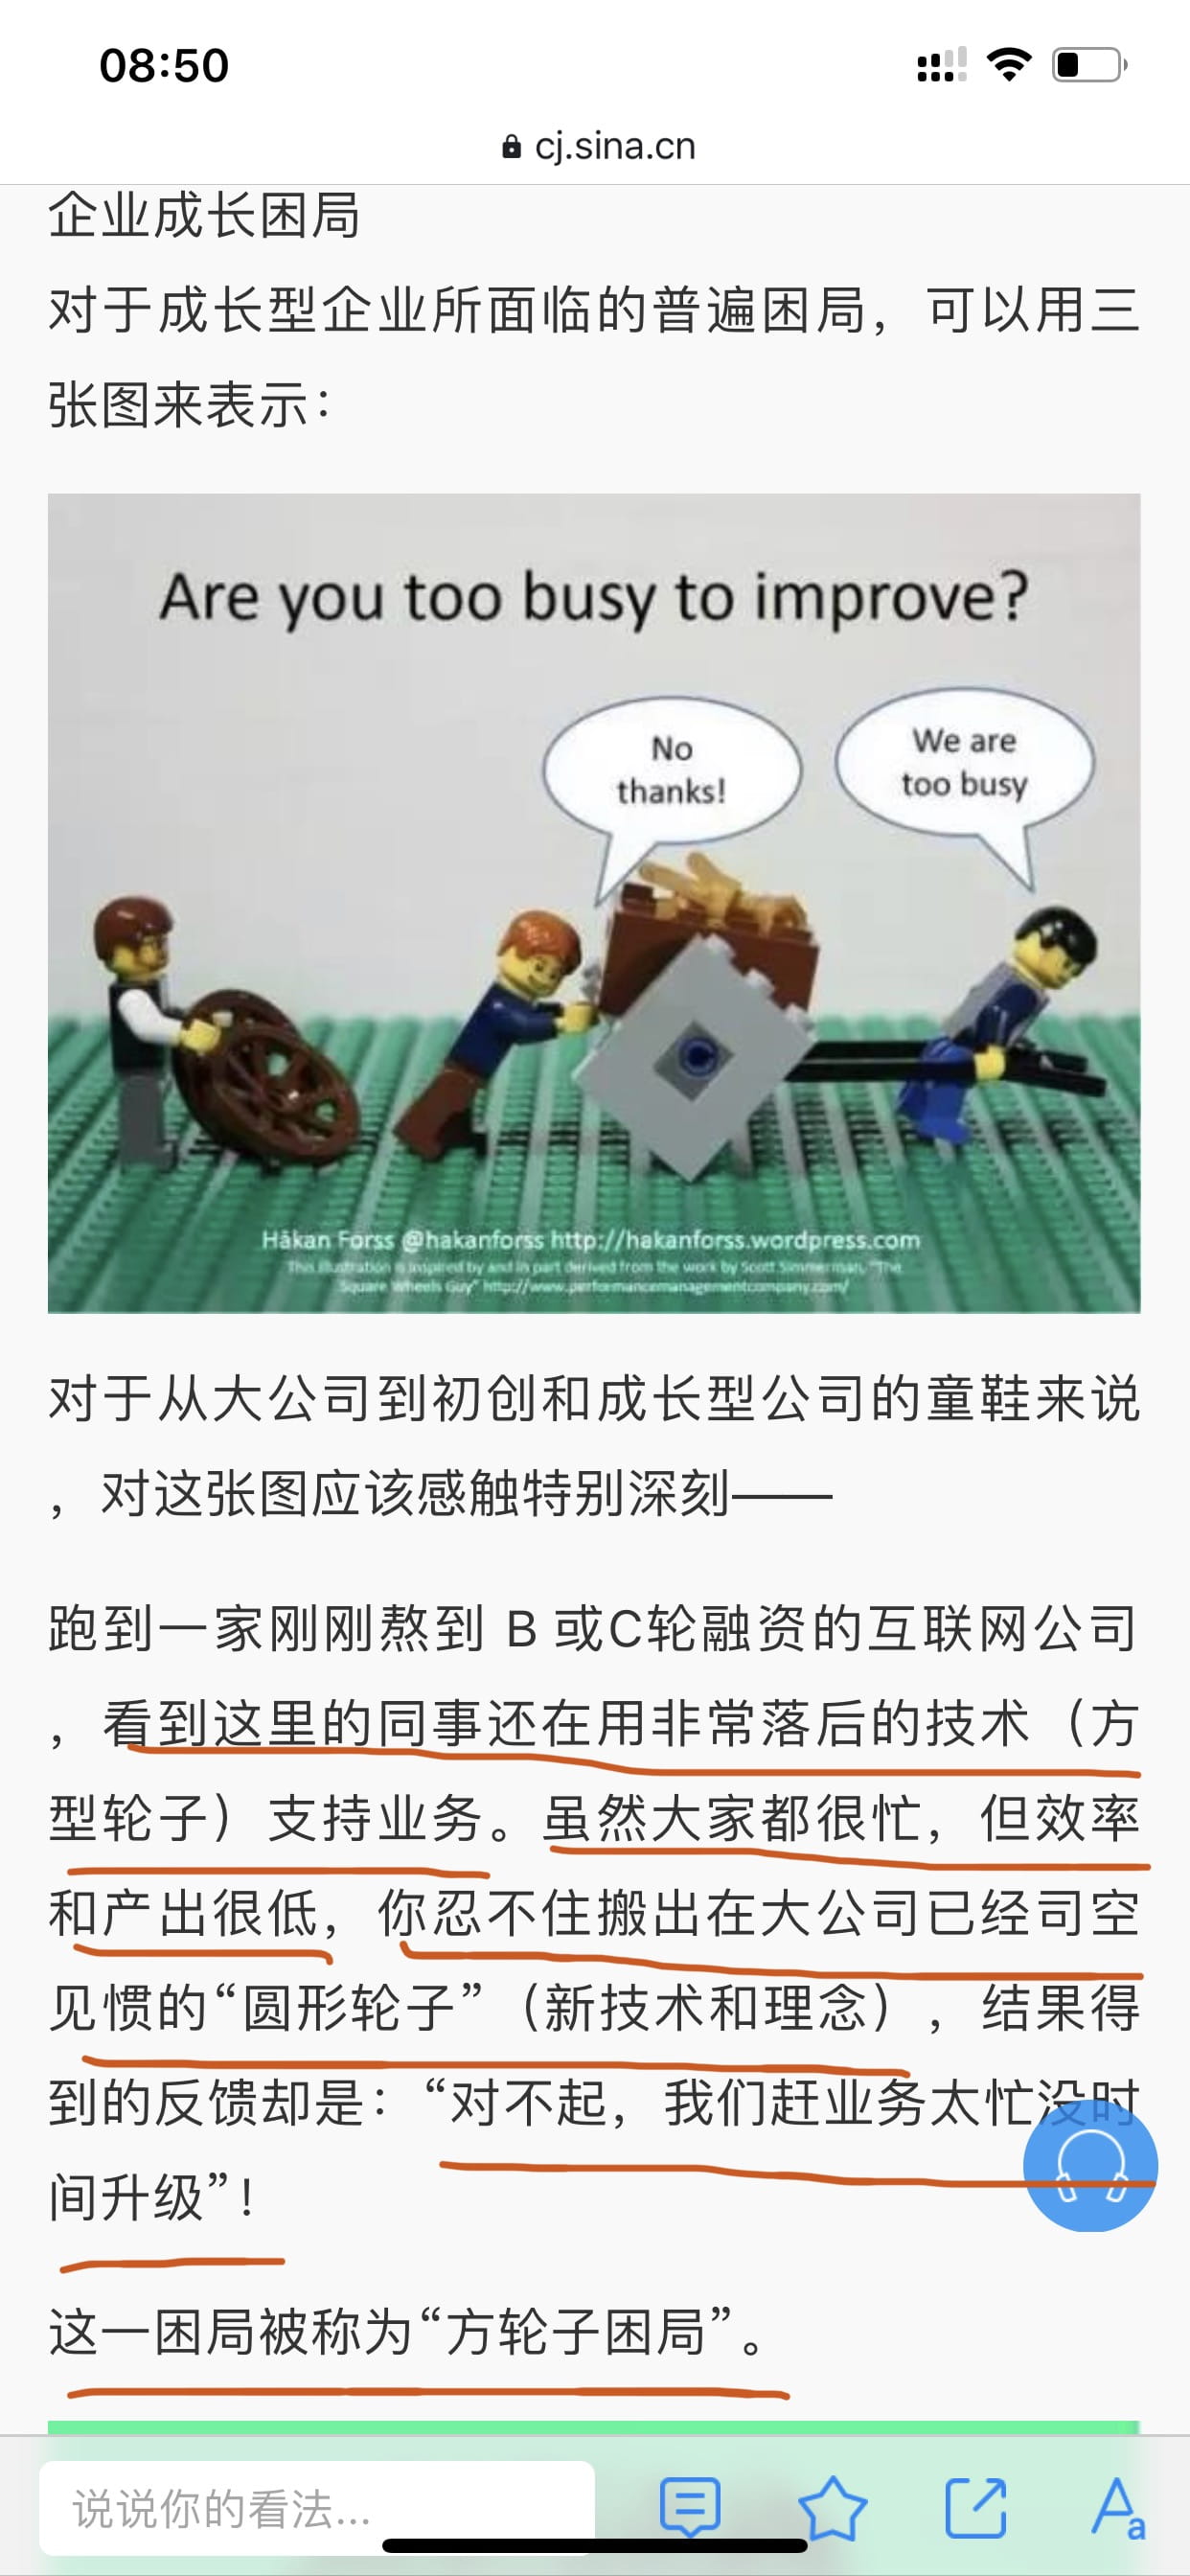 08:50
cj.sina.cn
企业成长困局
对于成长型企业所面临的普遍困局，可以用三
张图来表示：
Are you too busy to improve?
No
thanks!
We are
too busy
Håkan Forss @hakanforss http://hakanforss.wordpress.com
This illustration is inspired by and in part derived from the work by Scott Simmerman, "The
Square Wheels Guy" http://www.performancemanagementcompany.com/
对于从大公司到初创和成长型公司的童鞋来说
，对这张图应该感触特别深刻——
跑到一家刚刚熬到 B 或C轮融资的互联网公司
，看到这里的同事还在用非常落后的技术（方
型轮子）支持业务。虽然大家都很忙，但效率
和产出很低，你忍不住搬出在大公司已经司空
见惯的“圆形轮子”（新技术和理念），结果得
到的反馈却是：“对不起，我们赶业务太忙没时
间升级”！
这一困局被称为“方轮子困局”。
说说你的看法...
Aa